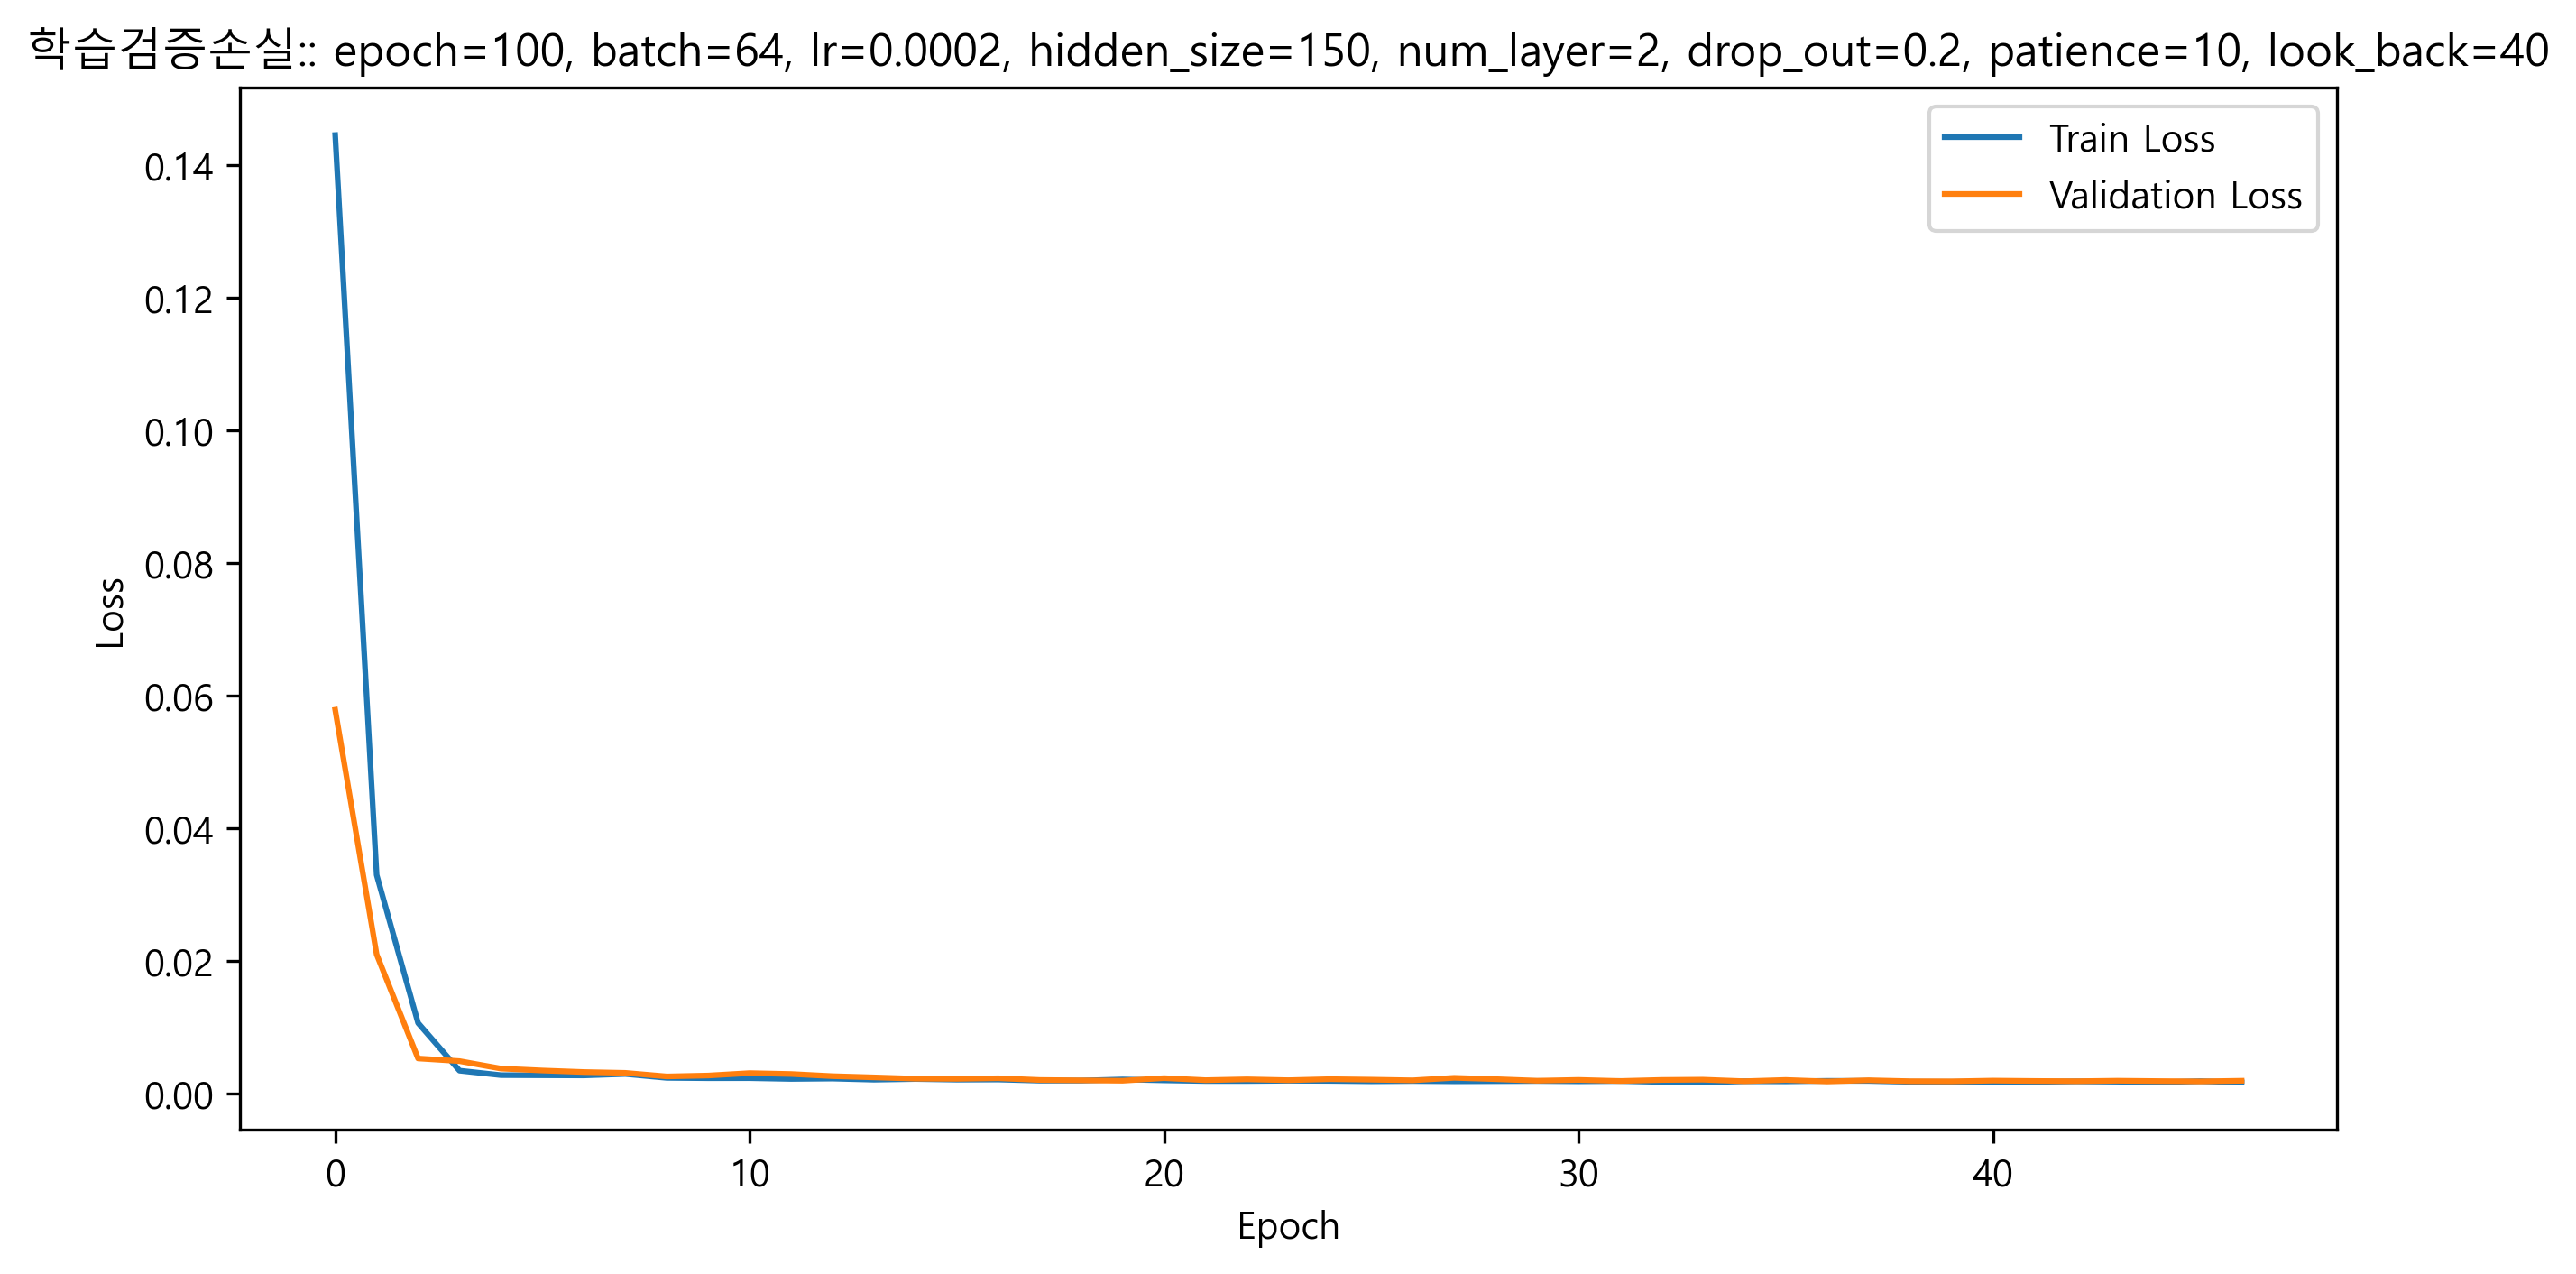 학습검증손실:: epoch=100, batch=64, lr=0.0002, hidden_size=150, num_layer=2, drop_out=0.2, patience=10, look_back=40
Train Loss
Validation Loss
0.14
0.12
0.10
0.08
0.06
0.04
0.02
0.00
Loss
0 10 20 30 40
Epoch